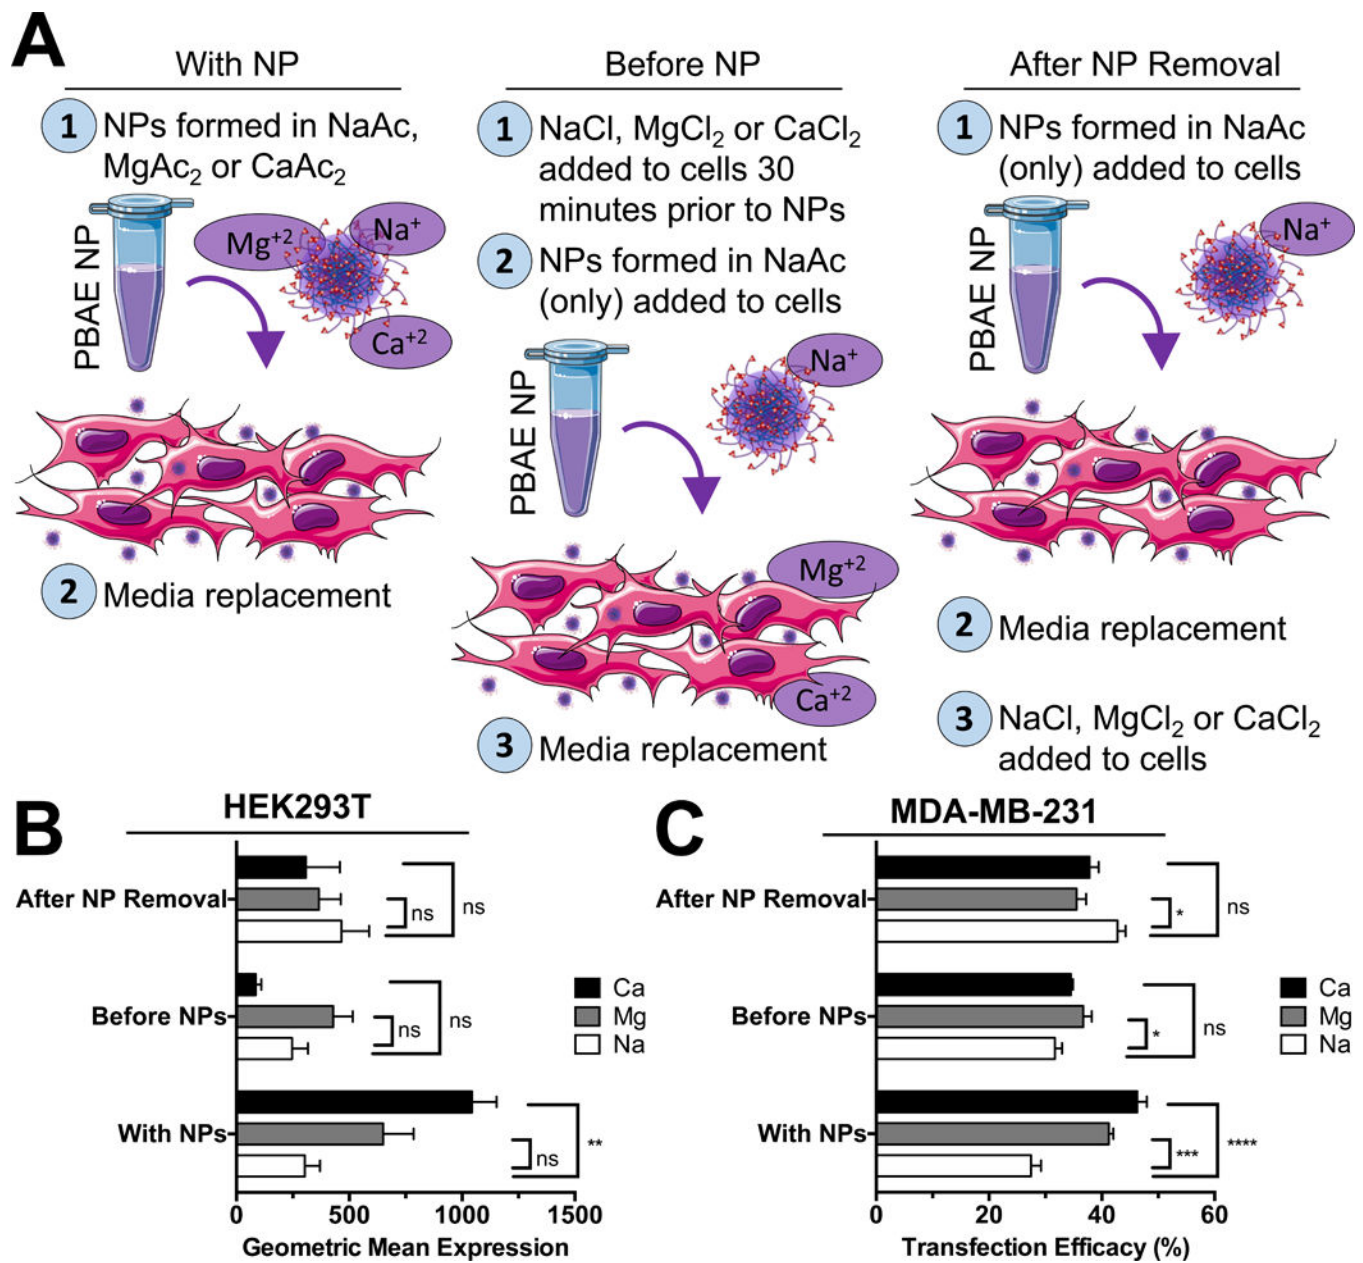 A
With NP
1 NPs formed in NaAc,
MgAc2 or CaAc2
PBAE NP
Mg+2
Na+
Ca+2
2 Media replacement
Before NP
1 NaCl, MgCl2 or CaCl2
added to cells 30
minutes prior to NPs
2 NPs formed in NaAc
(only) added to cells
PBAE NP
Na+
Mg+2
Ca+2
3 Media replacement
After NP Removal
1 NPs formed in NaAc
(only) added to cells
PBAE NP
Na+
2 Media replacement
3 NaCl, MgCl2 or CaCl2
added to cells
B
HEK293T
After NP Removal
ns
ns
Before NPs
ns
ns
With NPs
ns
**
Ca
Mg
Na
0 500 1000 1500
Geometric Mean Expression
C
MDA-MB-231
After NP Removal
*
ns
Before NPs
*
ns
With NPs
***
****
Ca
Mg
Na
0 20 40 60
Transfection Efficacy (%)